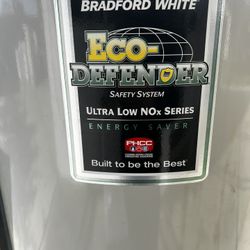 BRADFORD WHITE®
ECO-
DEFENDER
SAFETY SYSTEM
ULTRA LOW NOx SERIES
ENERGY SAVER
PHCC
Built to be the Best